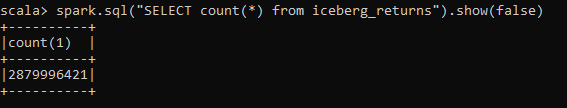 scala> spark.sql("SELECT count(*) from iceberg_returns").show(false)
+----------+
|count(1)  |
+----------+
|2879996421|
+----------+